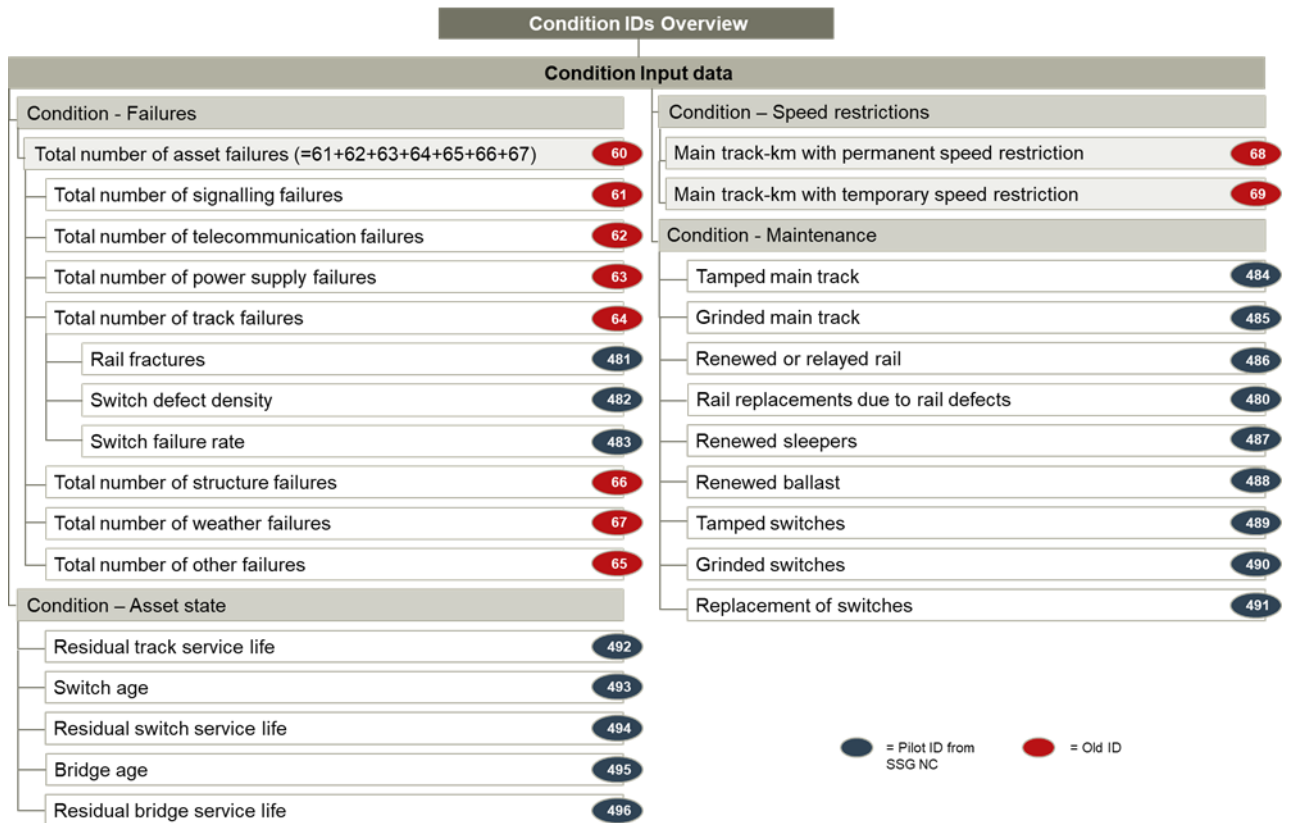 Condition IDs Overview
Condition Input data
Condition - Failures
Total number of asset failures (=61+62+63+64+65+66+67) 60
Total number of signalling failures 61
Total number of telecommunication failures 62
Total number of power supply failures 63
Total number of track failures 64
Rail fractures 481
Switch defect density 482
Switch failure rate 483
Total number of structure failures 66
Total number of weather failures 67
Total number of other failures 65
Condition – Asset state
Residual track service life 492
Switch age 493
Residual switch service life 494
Bridge age 495
Residual bridge service life 496
Condition – Speed restrictions
Main track-km with permanent speed restriction 68
Main track-km with temporary speed restriction 69
Condition - Maintenance
Tamped main track 484
Grinded main track 485
Renewed or relayed rail 486
Rail replacements due to rail defects 480
Renewed sleepers 487
Renewed ballast 488
Tamped switches 489
Grinded switches 490
Replacement of switches 491
= Pilot ID from
SSG NC
= Old ID